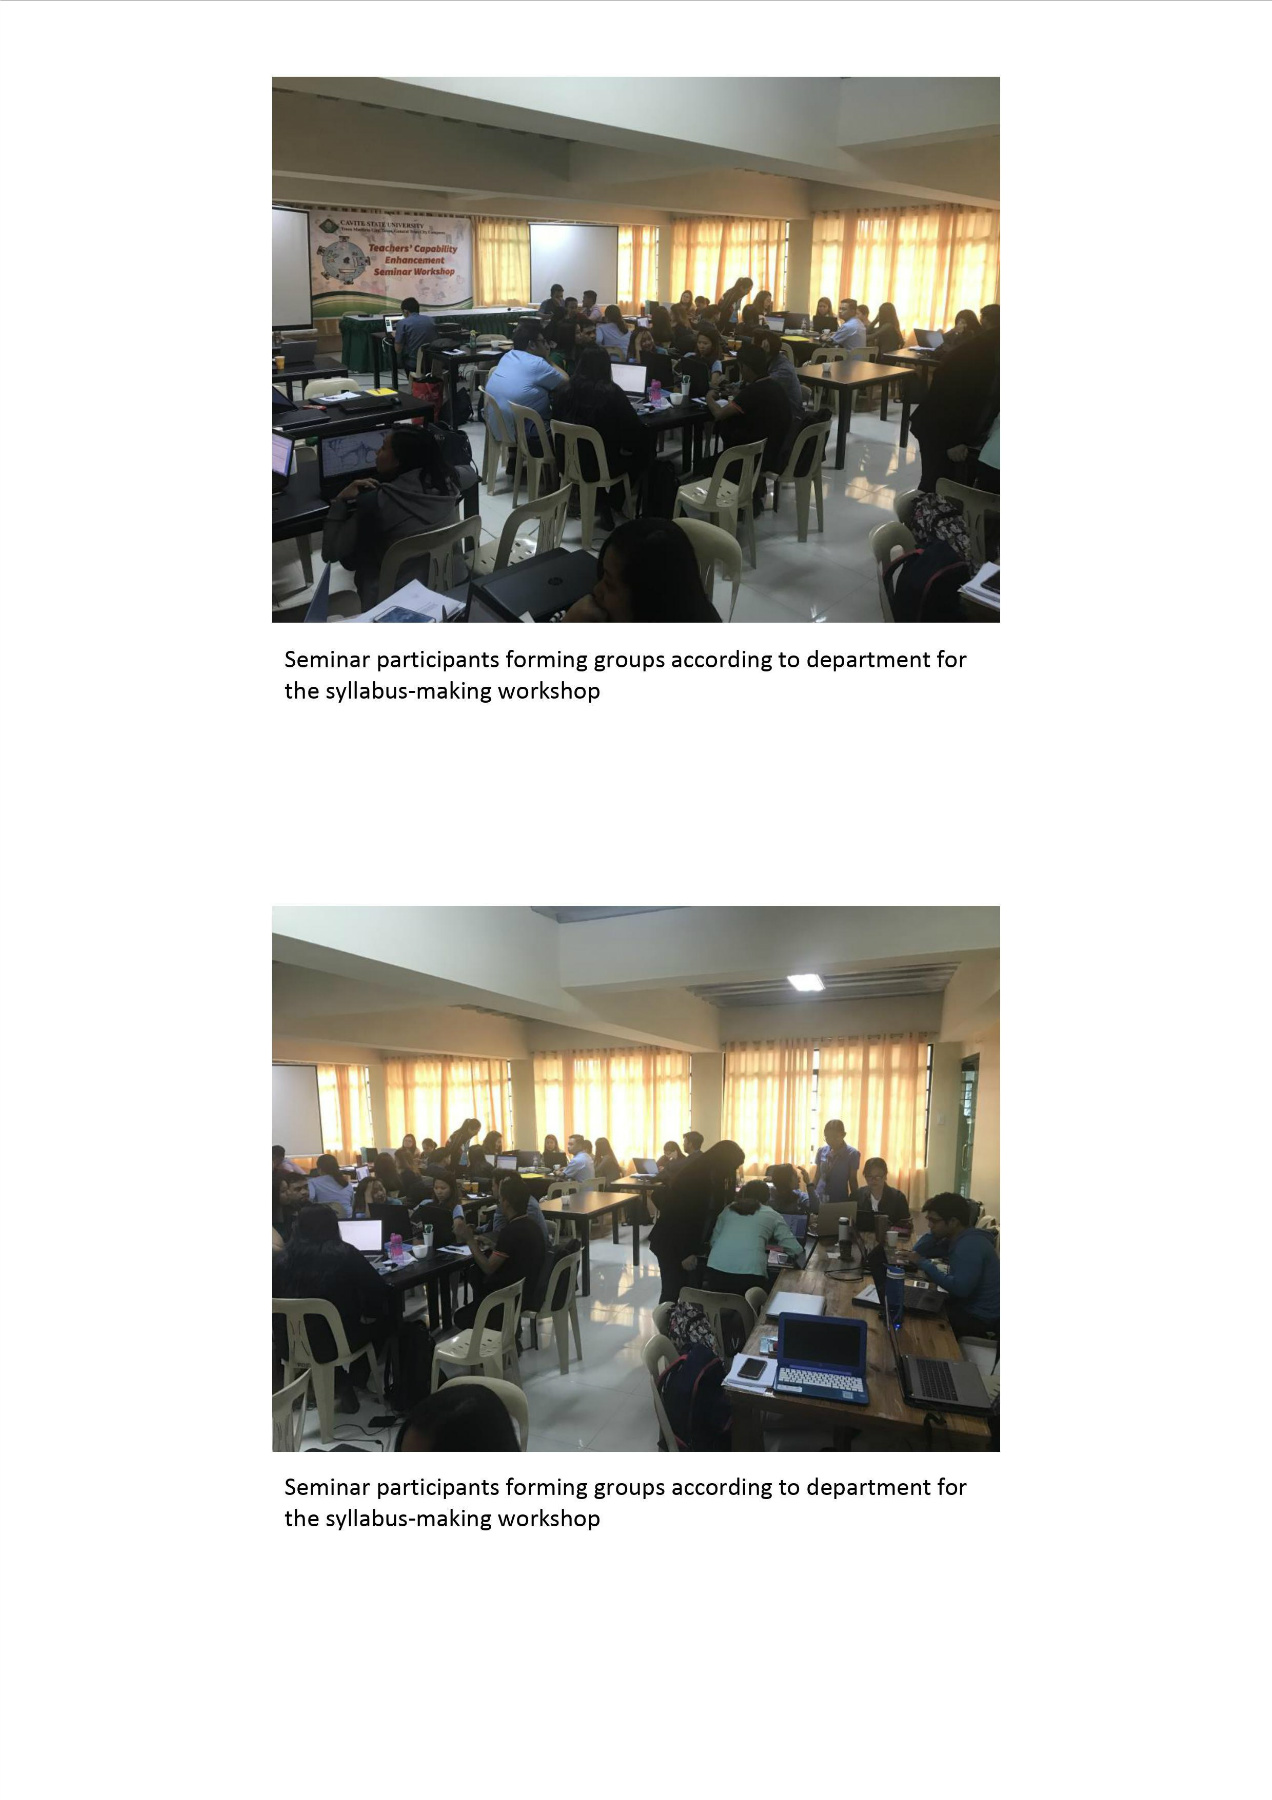 CAVITE STATE UNIVERSITY
Teachers' Capability
Enhancement
Seminar Workshop
Seminar participants forming groups according to department for
the syllabus-making workshop
Seminar participants forming groups according to department for
the syllabus-making workshop